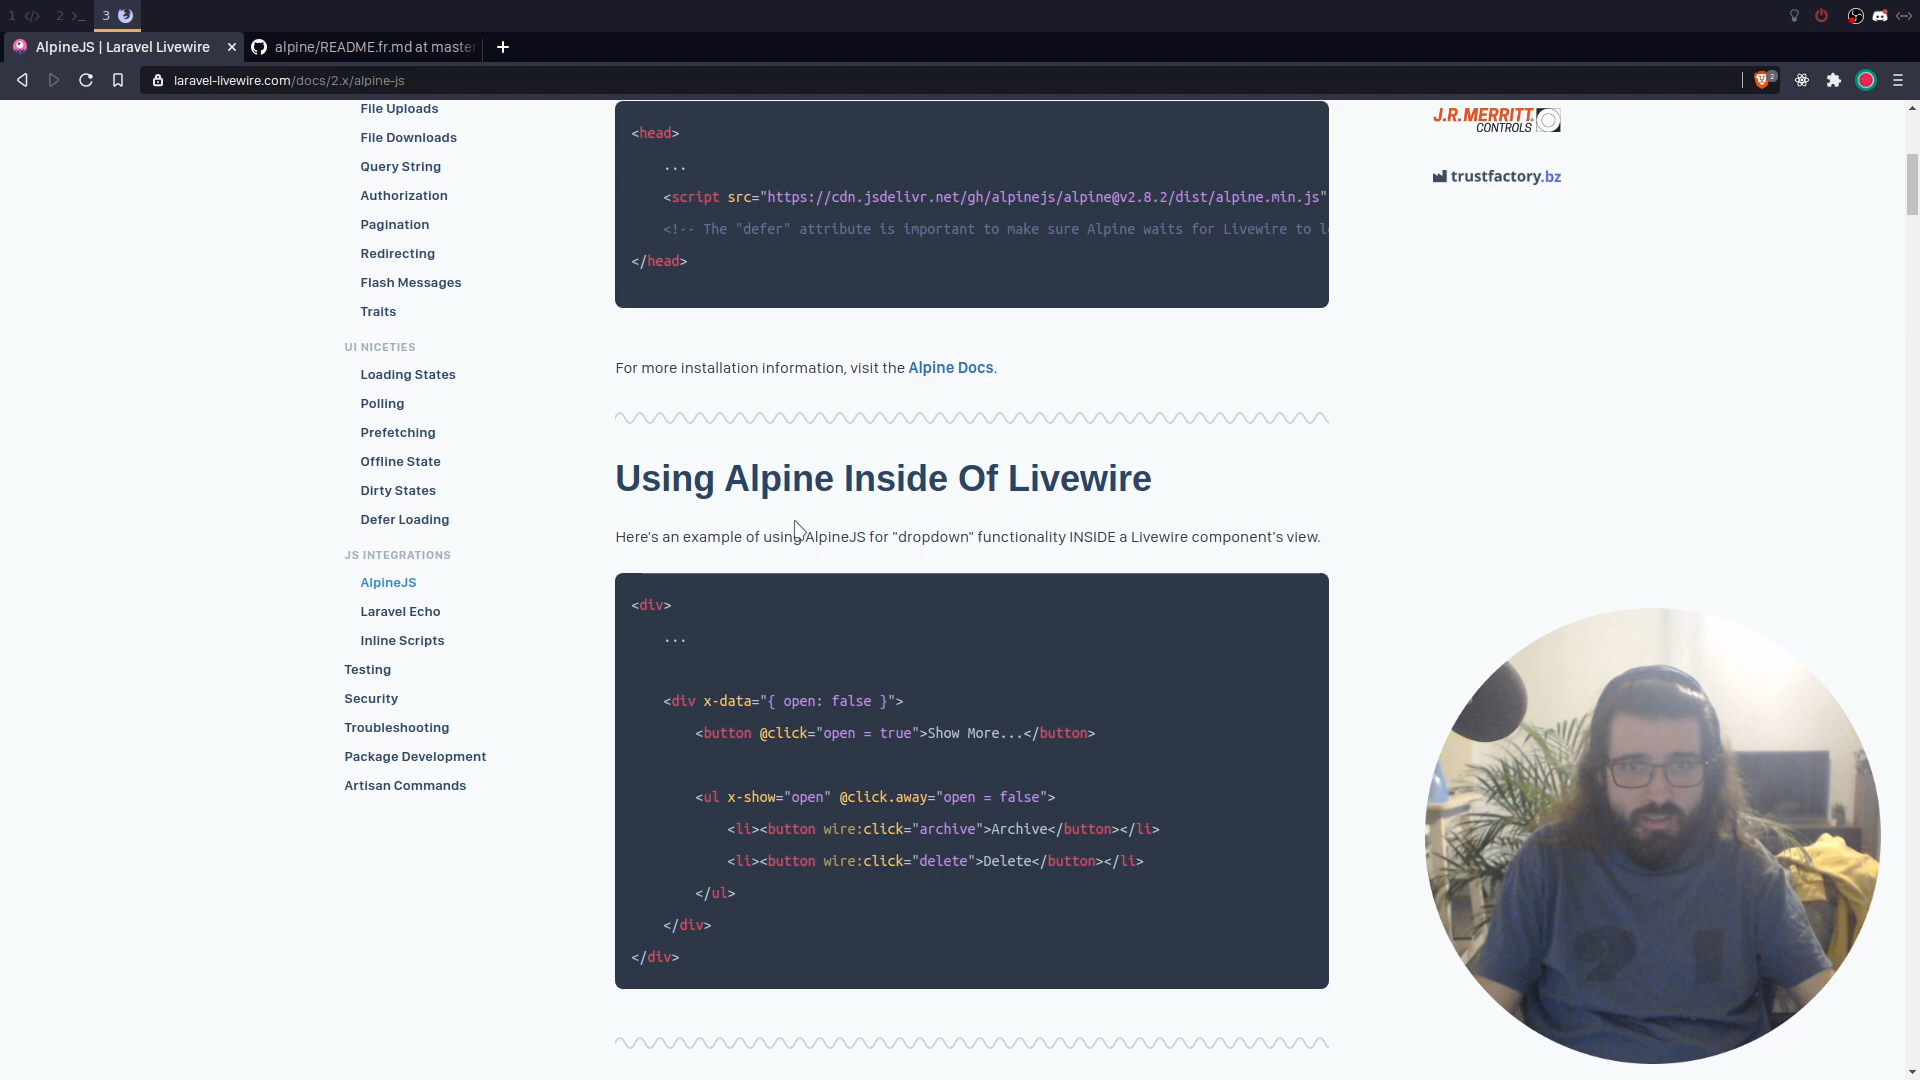 1 </> 2 >_ 3
AlpineJS | Laravel Livewire
alpine/README.fr.md at master
laravel-livewire.com/docs/2.x/alpine-js
2
File Uploads
File Downloads
Query String
Authorization
Pagination
Redirecting
Flash Messages
Traits
UI NICETIES
Loading States
Polling
Prefetching
Offline State
Dirty States
Defer Loading
JS INTEGRATIONS
AlpineJS
Laravel Echo
Inline Scripts
Testing
Security
Troubleshooting
Package Development
Artisan Commands
<head>
...
<script src="https://cdn.jsdelivr.net/gh/alpinejs/alpine@v2.8.2/dist/alpine.min.js"
<!-- The "defer" attribute is important to make sure Alpine waits for Livewire to
</head>
For more installation information, visit the Alpine Docs.
Using Alpine Inside Of Livewire
Here's an example of using AlpineJS for "dropdown" functionality INSIDE a Livewire component's view.
<div>
...
<div x-data="{ open: false }">
<button @click="open = true">Show More...</button>
<ul x-show="open" @click.away="open = false">
<li><button wire:click="archive">Archive</button></li>
<li><button wire:click="delete">Delete</button></li>
</ul>
</div>
</div>
J.R.MERRITT
CONTROLS
trustfactory.bz
21